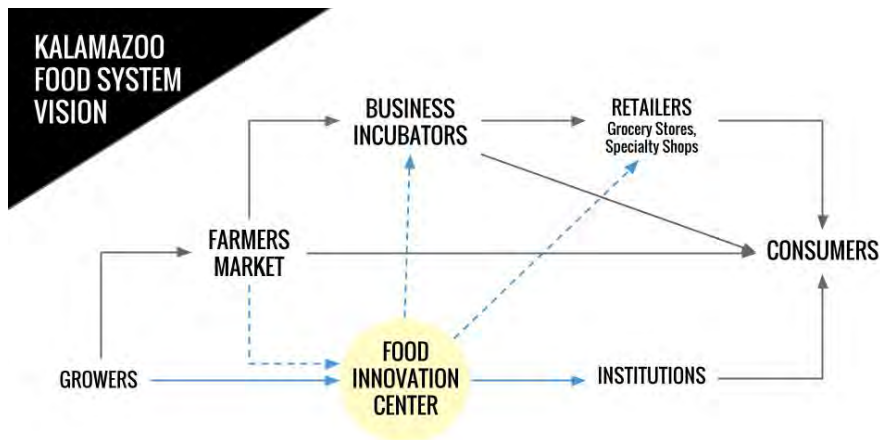 KALAMAZOO
FOOD SYSTEM
VISION
BUSINESS
INCUBATORS
RETAILERS
Grocery Stores,
Specialty Shops
FARMERS
MARKET
CONSUMERS
GROWERS
FOOD
INNOVATION
CENTER
INSTITUTIONS